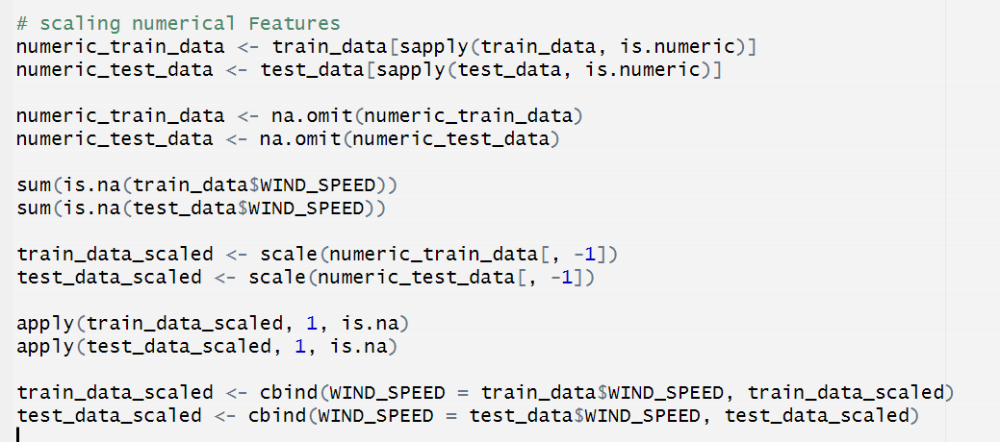 # scaling numerical Features
numeric_train_data <- train_data[sapply(train_data, is.numeric)]
numeric_test_data <- test_data[sapply(test_data, is.numeric)]
numeric_train_data <- na.omit(numeric_train_data)
numeric_test_data <- na.omit(numeric_test_data)
sum(is.na(train_data$WIND_SPEED))
sum(is.na(test_data$WIND_SPEED))
train_data_scaled <- scale(numeric_train_data[, -1])
test_data_scaled <- scale(numeric_test_data[, -1])
apply(train_data_scaled, 1, is.na)
apply(test_data_scaled, 1, is.na)
train_data_scaled <- cbind(WIND_SPEED = train_data$WIND_SPEED, train_data_scaled)
test_data_scaled <- cbind(WIND_SPEED = test_data$WIND_SPEED, test_data_scaled)